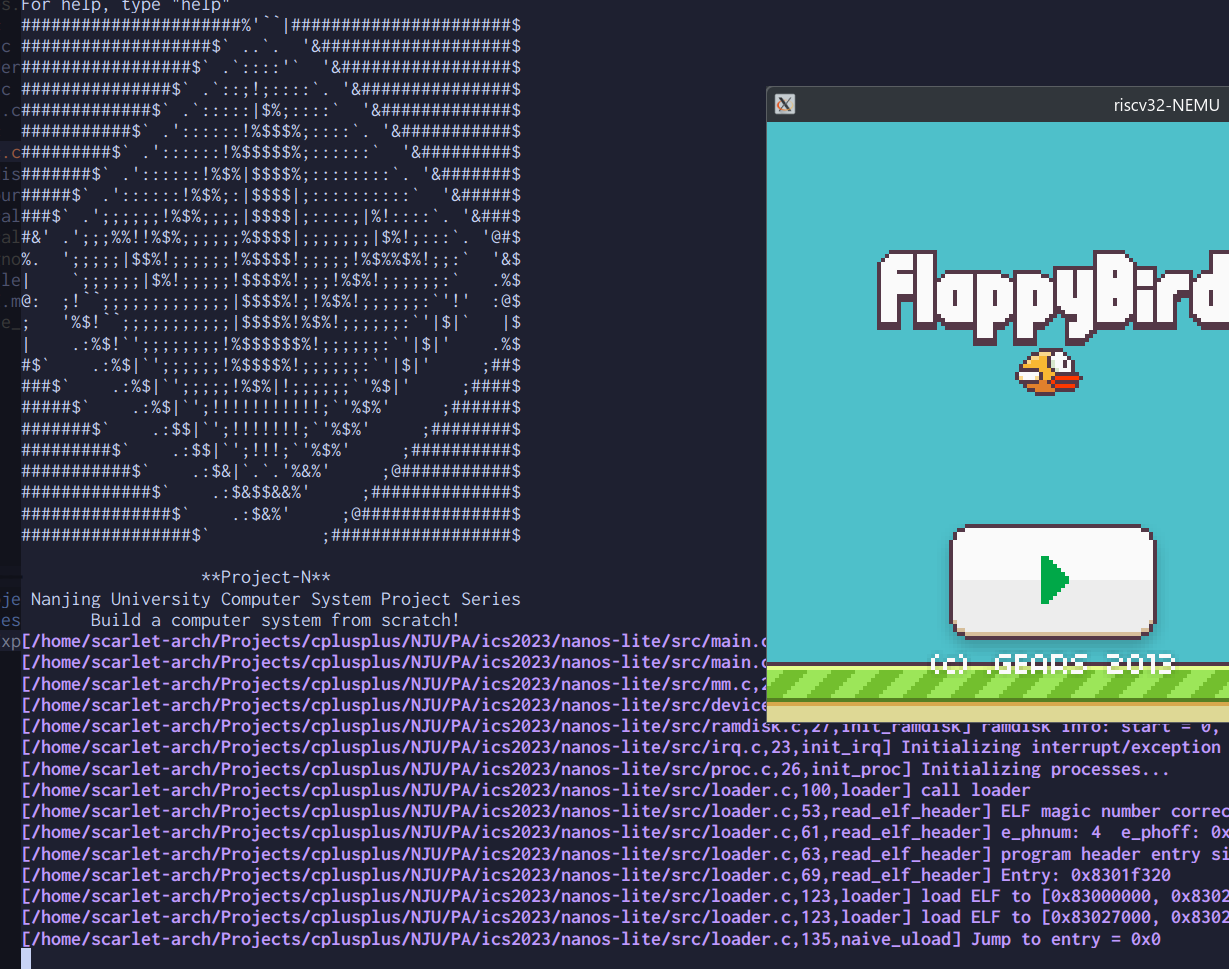 For help, type "help"
riscv32-NEMU
FlappyBird
(c) .GEARS 2013
**Project-N**
Nanjing University Computer System Project Series
Build a computer system from scratch!
[/home/scarlet-arch/Projects/cplusplus/NJU/PA/ics2023/nanos-lite/src/main.c
[/home/scarlet-arch/Projects/cplusplus/NJU/PA/ics2023/nanos-lite/src/main.c
[/home/scarlet-arch/Projects/cplusplus/NJU/PA/ics2023/nanos-lite/src/mm.c,2
[/home/scarlet-arch/Projects/cplusplus/NJU/PA/ics2023/nanos-lite/src/device
[/home/scarlet-arch/Projects/cplusplus/NJU/PA/ics2023/nanos-lite/src/ramdisk.c,27,init_ramdisk] ramdisk info: start = 0,
[/home/scarlet-arch/Projects/cplusplus/NJU/PA/ics2023/nanos-lite/src/irq.c,23,init_irq] Initializing interrupt/exception
[/home/scarlet-arch/Projects/cplusplus/NJU/PA/ics2023/nanos-lite/src/proc.c,26,init_proc] Initializing processes...
[/home/scarlet-arch/Projects/cplusplus/NJU/PA/ics2023/nanos-lite/src/loader.c,100,loader] call loader
[/home/scarlet-arch/Projects/cplusplus/NJU/PA/ics2023/nanos-lite/src/loader.c,53,read_elf_header] ELF magic number correc
[/home/scarlet-arch/Projects/cplusplus/NJU/PA/ics2023/nanos-lite/src/loader.c,61,read_elf_header] e_phnum: 4  e_phoff: 0x
[/home/scarlet-arch/Projects/cplusplus/NJU/PA/ics2023/nanos-lite/src/loader.c,63,read_elf_header] program header entry si
[/home/scarlet-arch/Projects/cplusplus/NJU/PA/ics2023/nanos-lite/src/loader.c,69,read_elf_header] Entry: 0x8301f320
[/home/scarlet-arch/Projects/cplusplus/NJU/PA/ics2023/nanos-lite/src/loader.c,123,loader] load ELF to [0x83000000, 0x8302
[/home/scarlet-arch/Projects/cplusplus/NJU/PA/ics2023/nanos-lite/src/loader.c,123,loader] load ELF to [0x83027000, 0x8302
[/home/scarlet-arch/Projects/cplusplus/NJU/PA/ics2023/nanos-lite/src/loader.c,135,naive_uload] Jump to entry = 0x0